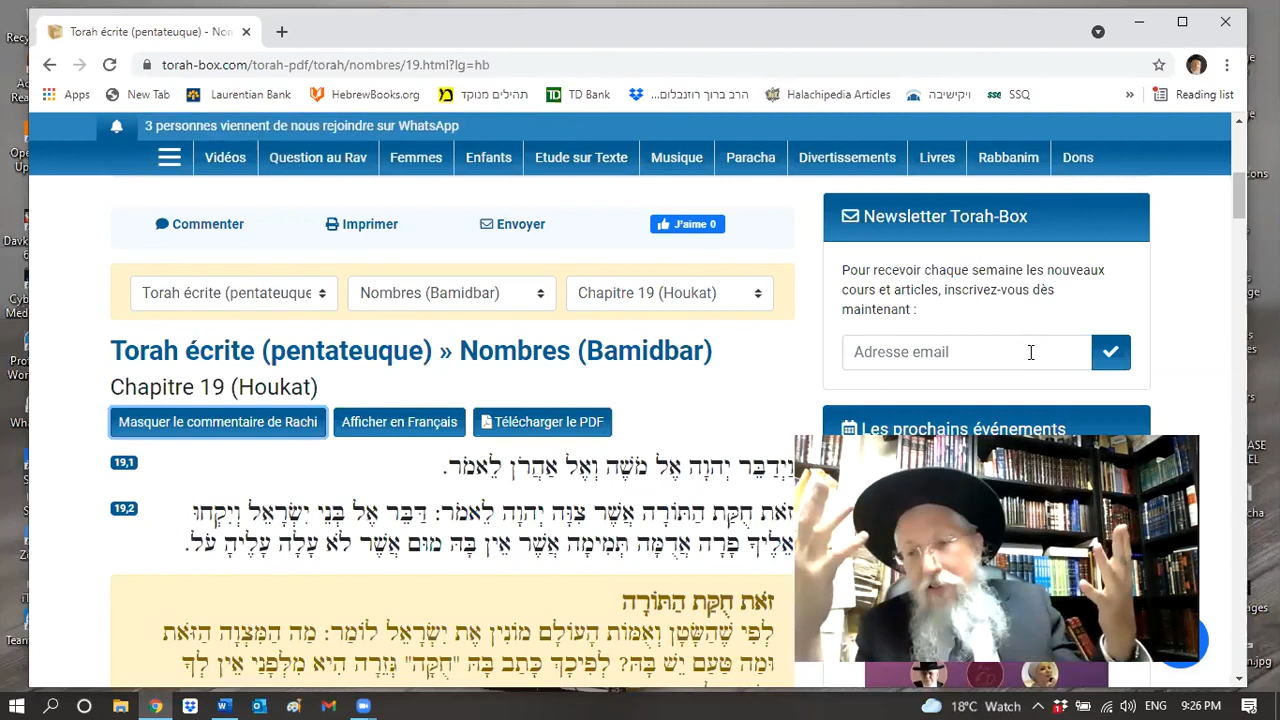 Torah écrite (pentateuque) - Non
torah-box.com/torah-pdf/torah/nombres/19.html?lg=hb
Apps
New Tab
Laurentian Bank
HebrewBooks.org
תהילים מנוקד
TD Bank
הרב ברוך רוזנבלום...
Halachipedia Articles
ויקישיבה
SSQ
»
Reading list
3 personnes viennent de nous rejoindre sur WhatsApp
Vidéos
Question au Rav
Femmes
Enfants
Etude sur Texte
Musique
Paracha
Divertissements
Livres
Rabbanim
Dons
Commenter
Imprimer
Envoyer
J'aime 0
Torah écrite (pentateuque
Nombres (Bamidbar)
Chapitre 19 (Houkat)
Torah écrite (pentateuque) » Nombres (Bamidbar)
Chapitre 19 (Houkat)
Masquer le commentaire de Rachi
Afficher en Français
Télécharger le PDF
19,1
וַיְדַבֵּר יְהוָה אֶל מֹשֶׁה וְאֶל אַהֲרֹן לֵאמֹר.
19,2
זֹאת חֻקַּת הַתּוֹרָה אֲשֶׁר צִוָּה יְהוָה לֵאמֹר: דַּבֵּר אֶל בְּנֵי יִשְׂרָאֵל וְיִקְחוּ
אֵלֶיךָ פָרָה אֲדֻמָּה תְּמִימָה אֲשֶׁר אֵין בָּהּ מוּם אֲשֶׁר לֹא עָלָה עָלֶיהָ עֹל.
זֹאת חֻקַּת הַתּוֹרָה
לְפִי שֶׁהַשָּׂטָן וְאֻמּוֹת הָעוֹלָם מוֹנִין אֶת יִשְׂרָאֵל לוֹמַר: מַה הַמִּצְוָה הַזֹּאת
וּמַה טַּעַם יֵשׁ בָּהּ? לְפִיכָךְ כָּתַב בָּהּ "חֻקָּה" גְּזֵרָה הִיא מִלְּפָנַי אֵין לְךָ
Newsletter Torah-Box
Pour recevoir chaque semaine les nouveaux
cours et articles, inscrivez-vous dès
maintenant :
Adresse email
Les prochains événements
18°C Watch
ENG
9:26 PM